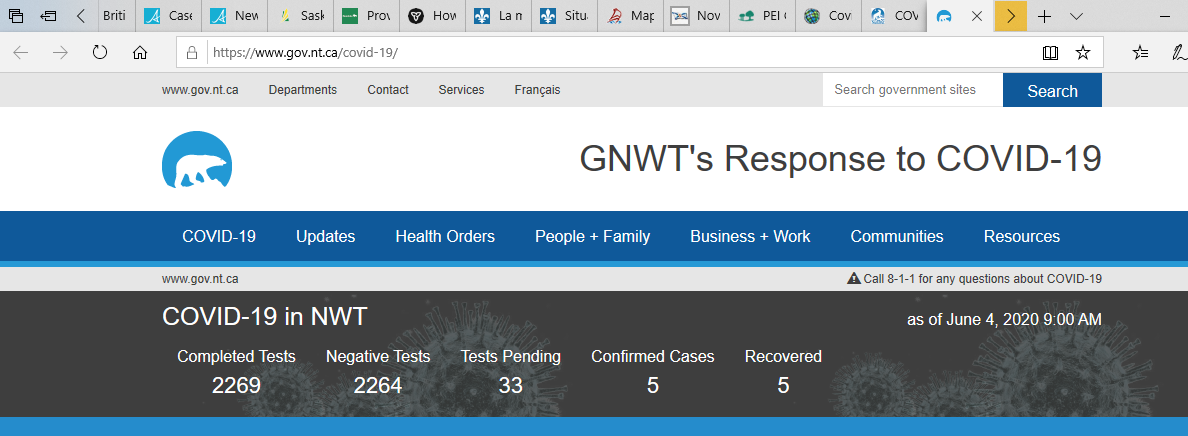 Briti
Case
New
Sask
Prov
How
La m
Situ
Map
Nov
PEI
Cov
COV
https://www.gov.nt.ca/covid-19/
www.gov.nt.ca Departments Contact Services Français Search government sites Search
GNWT's Response to COVID-19
COVID-19 Updates Health Orders People + Family Business + Work Communities Resources
www.gov.nt.ca Call 8-1-1 for any questions about COVID-19
COVID-19 in NWT as of June 4, 2020 9:00 AM
Completed Tests Negative Tests Tests Pending Confirmed Cases Recovered
2269 2264 33 5 5